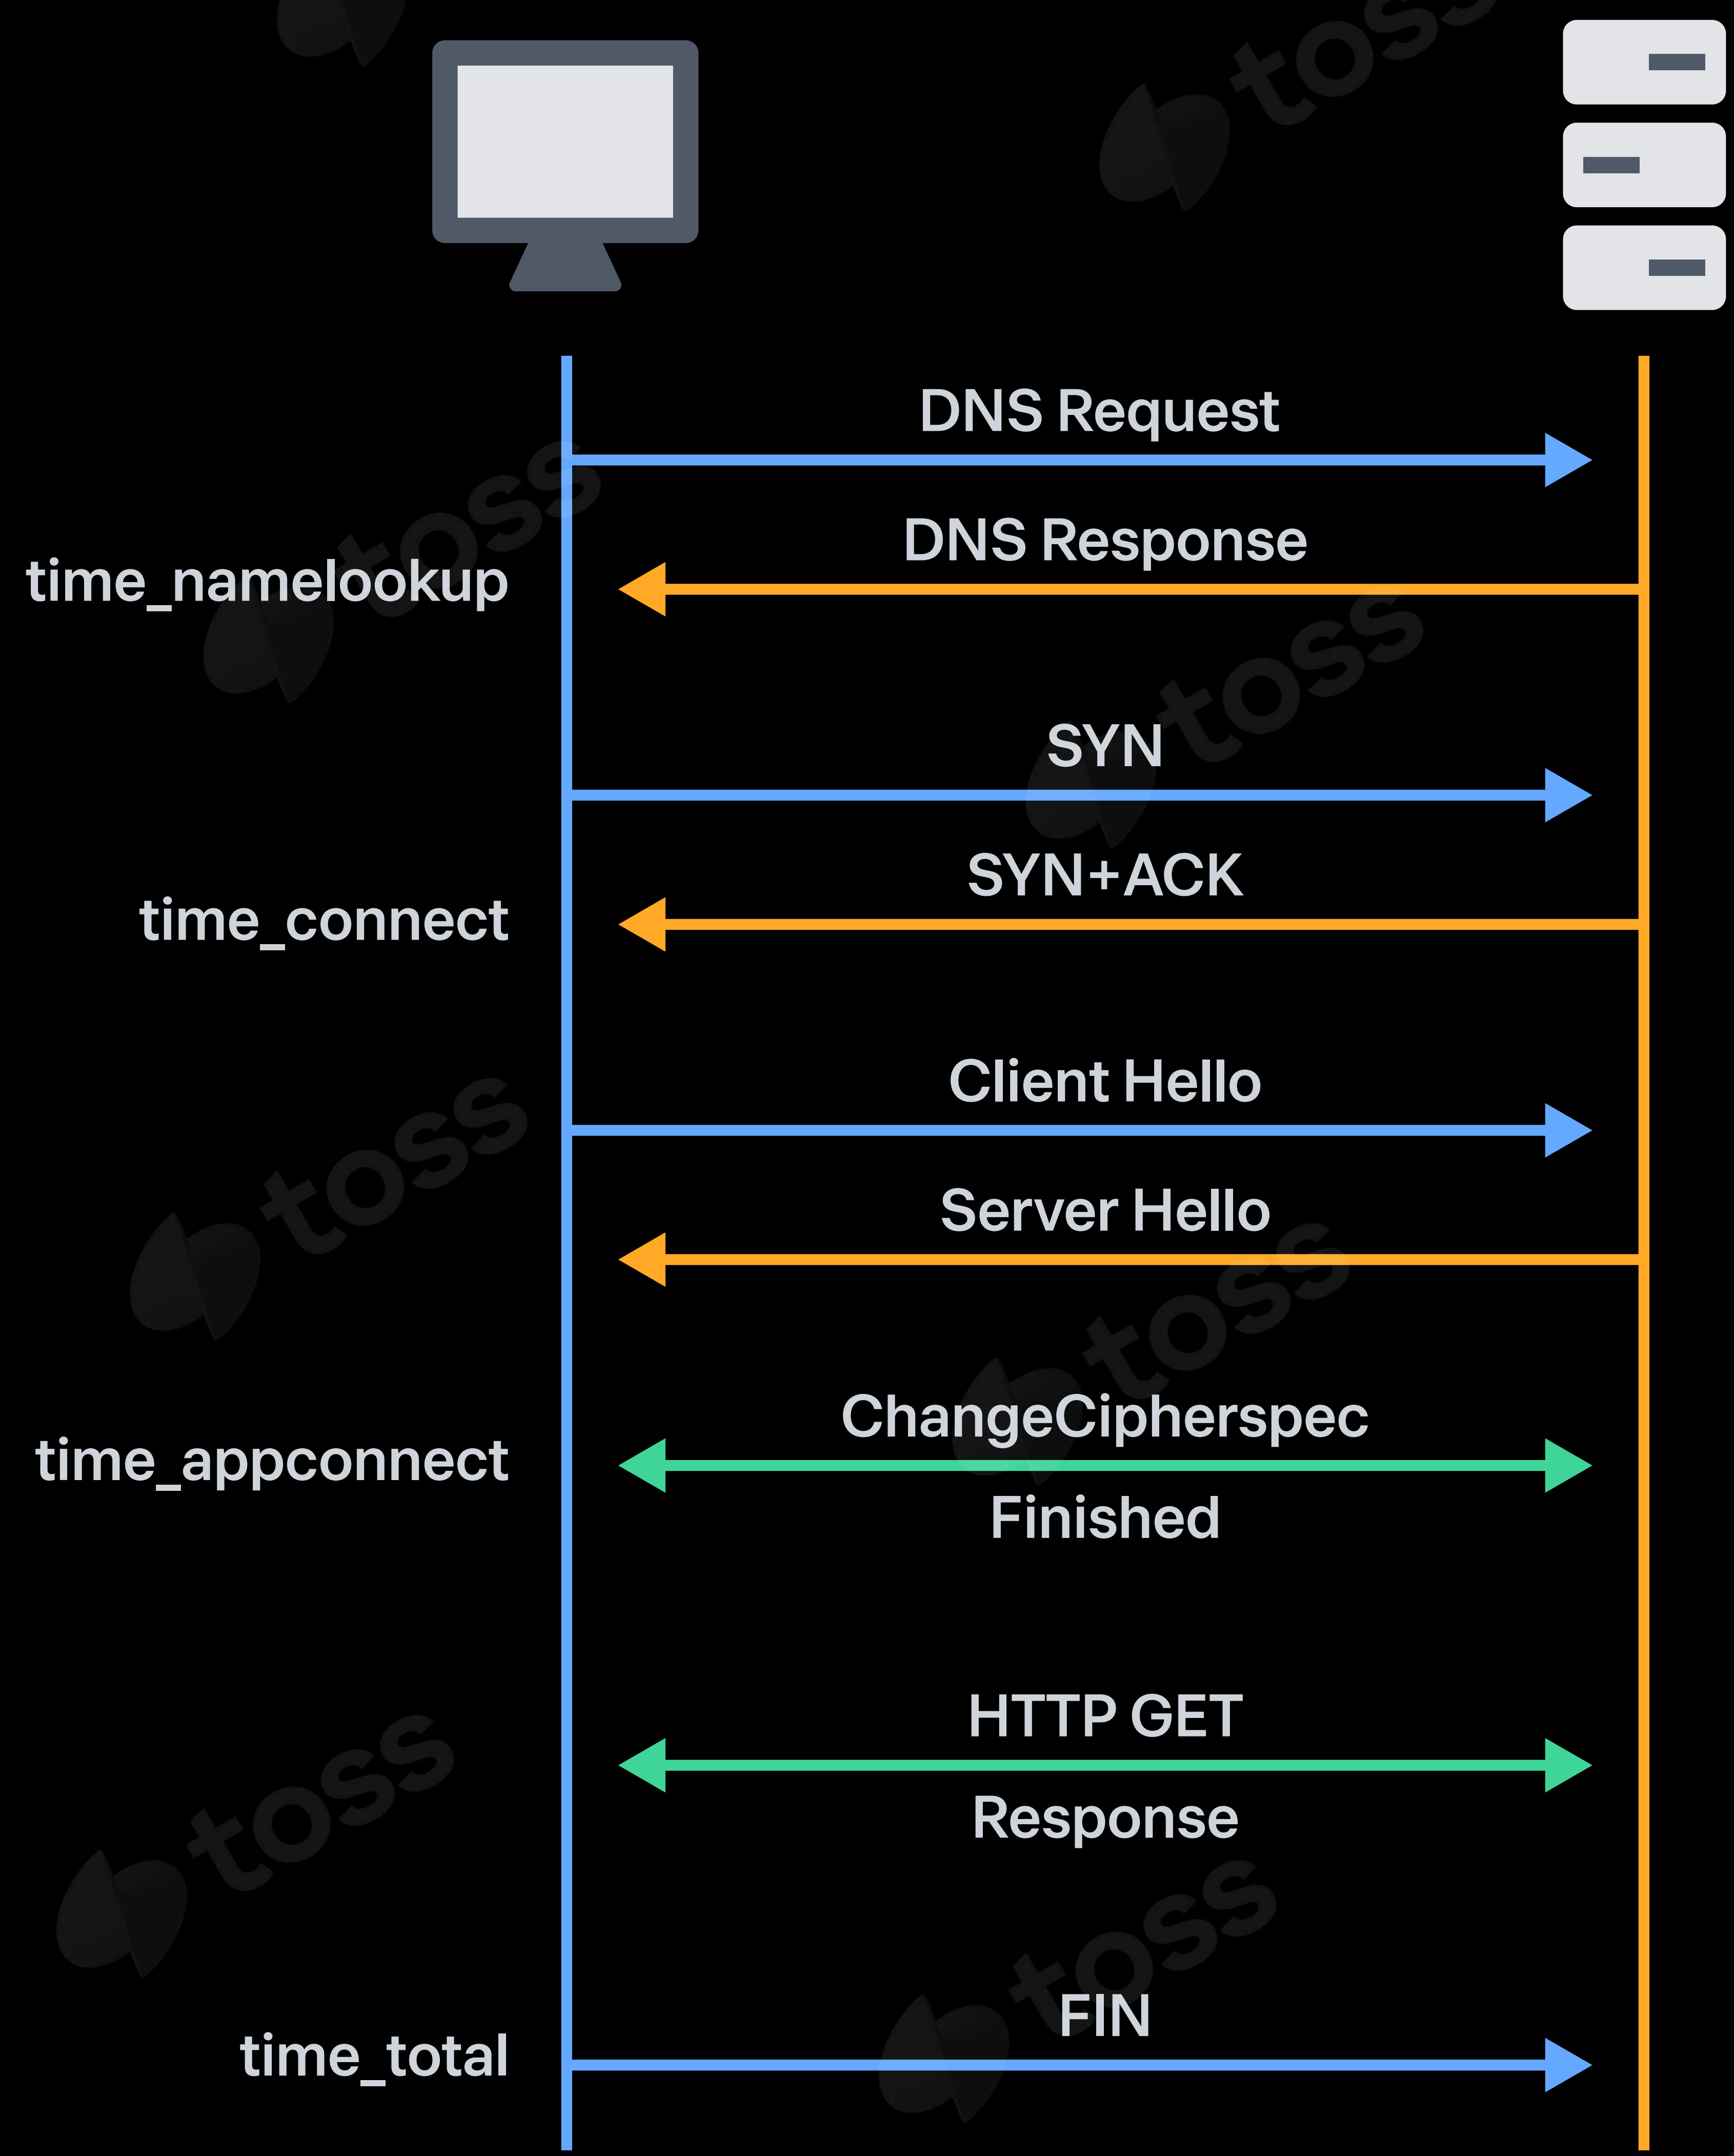 toss
toss
DNS Request
DNS Response
time_namelookup
toss
SYN
SYN+ACK
time_connect
Client Hello
toss
Server Hello
toss
ChangeCipherspec
time_appconnect
Finished
HTTP GET
toss
Response
toss
FIN
time_total